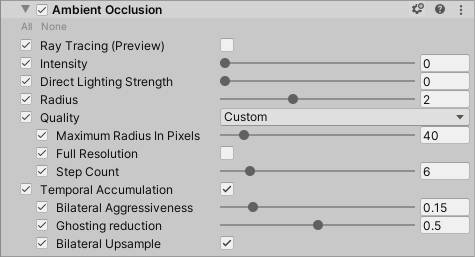 Ambient Occlusion
All None
Ray Tracing (Preview)
Intensity 0
Direct Lighting Strength 0
Radius 2
Quality Custom
Maximum Radius In Pixels 40
Full Resolution
Step Count 6
Temporal Accumulation
Bilateral Aggressiveness 0.15
Ghosting reduction 0.5
Bilateral Upsample